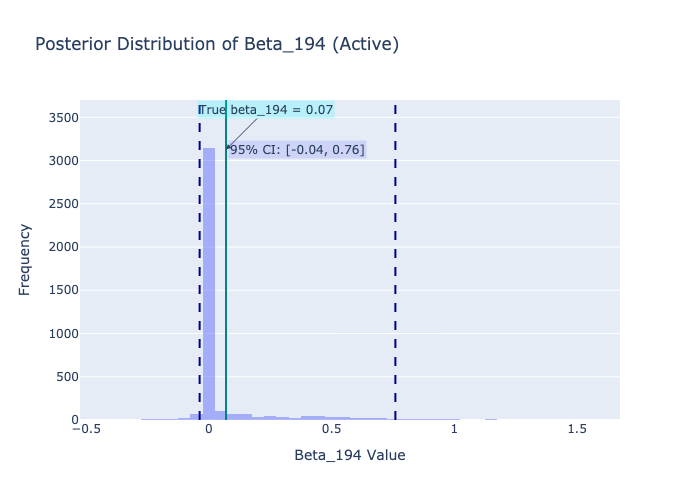 Posterior Distribution of Beta_194 (Active)
True beta_194 = 0.07
95% CI: [-0.04, 0.76]
Frequency
3500
3000
2500
2000
1500
1000
500
0
−0.5
0
0.5
1
1.5
Beta_194 Value